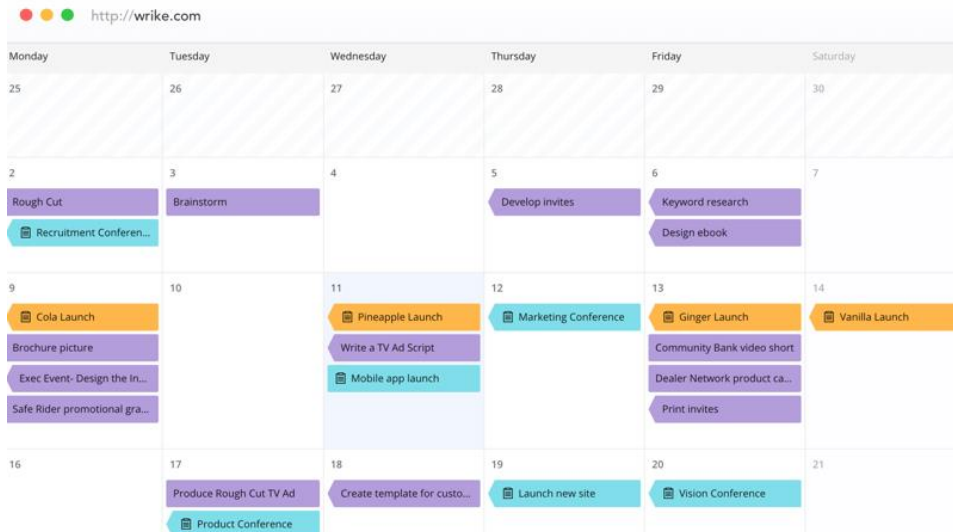 http://wrike.com
Monday Tuesday Wednesday Thursday Friday Saturday
25 26 27 28 29 30
2 3 4 5 6 7
Rough Cut Brainstorm Develop invites Keyword research
Recruitment Conferen... Design ebook
9 10 11 12 13 14
Cola Launch Pineapple Launch Marketing Conference Ginger Launch Vanilla Launch
Brochure picture Write a TV Ad Script Community Bank video short
Exec Event- Design the In... Mobile app launch Dealer Network product ca...
Safe Rider promotional gra... Print invites
16 17 18 19 20 21
Produce Rough Cut TV Ad Create template for custo... Launch new site Vision Conference
Product Conference